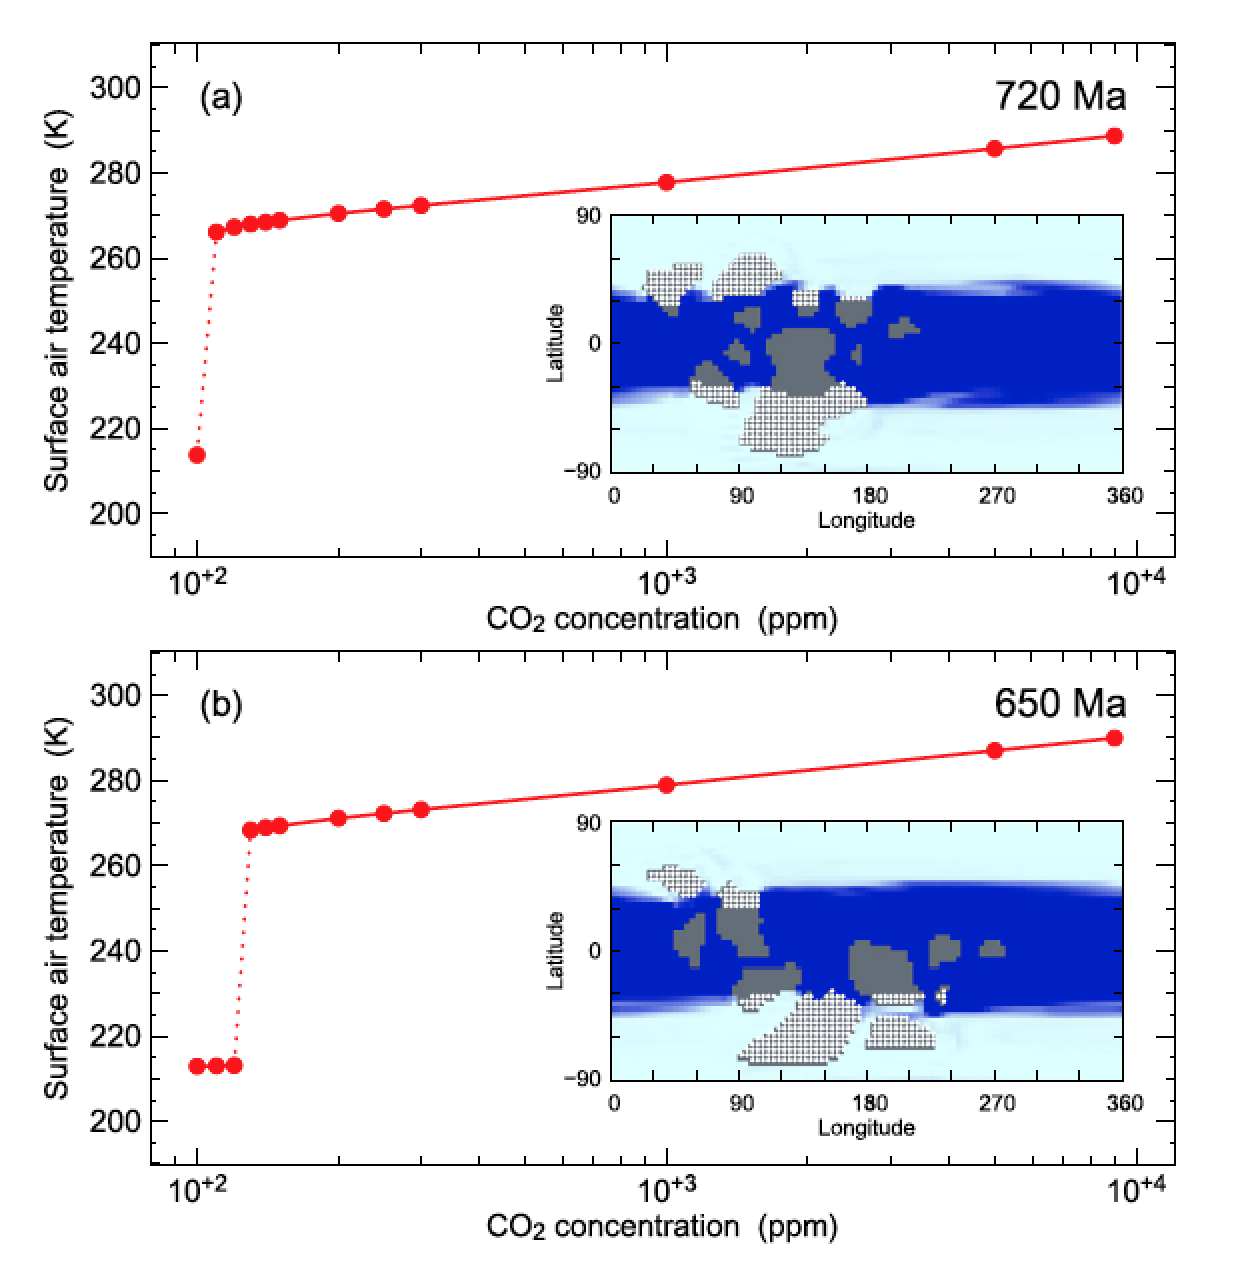 (a)
720 Ma
Surface air temperature (K)
300
280
260
240
220
200
10+2
10+3
10+4
CO2 concentration (ppm)
Latitude
90
0
−90
0
90
180
270
360
Longitude
(b)
650 Ma
Surface air temperature (K)
300
280
260
240
220
200
10+2
10+3
10+4
CO2 concentration (ppm)
Latitude
90
0
−90
0
90
180
270
360
Longitude